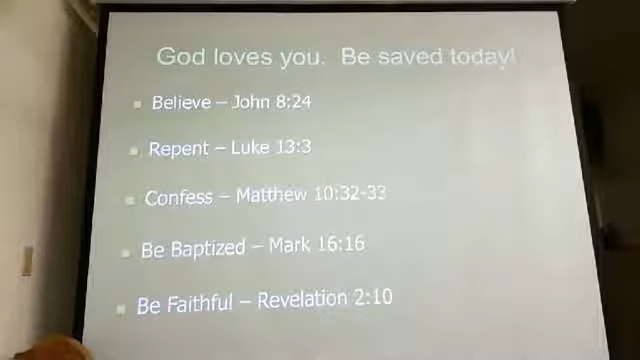 God loves you. Be saved today!
Believe – John 8:24
Repent – Luke 13:3
Confess – Matthew 10:32-33
Be Baptized – Mark 16:16
Be Faithful – Revelation 2:10